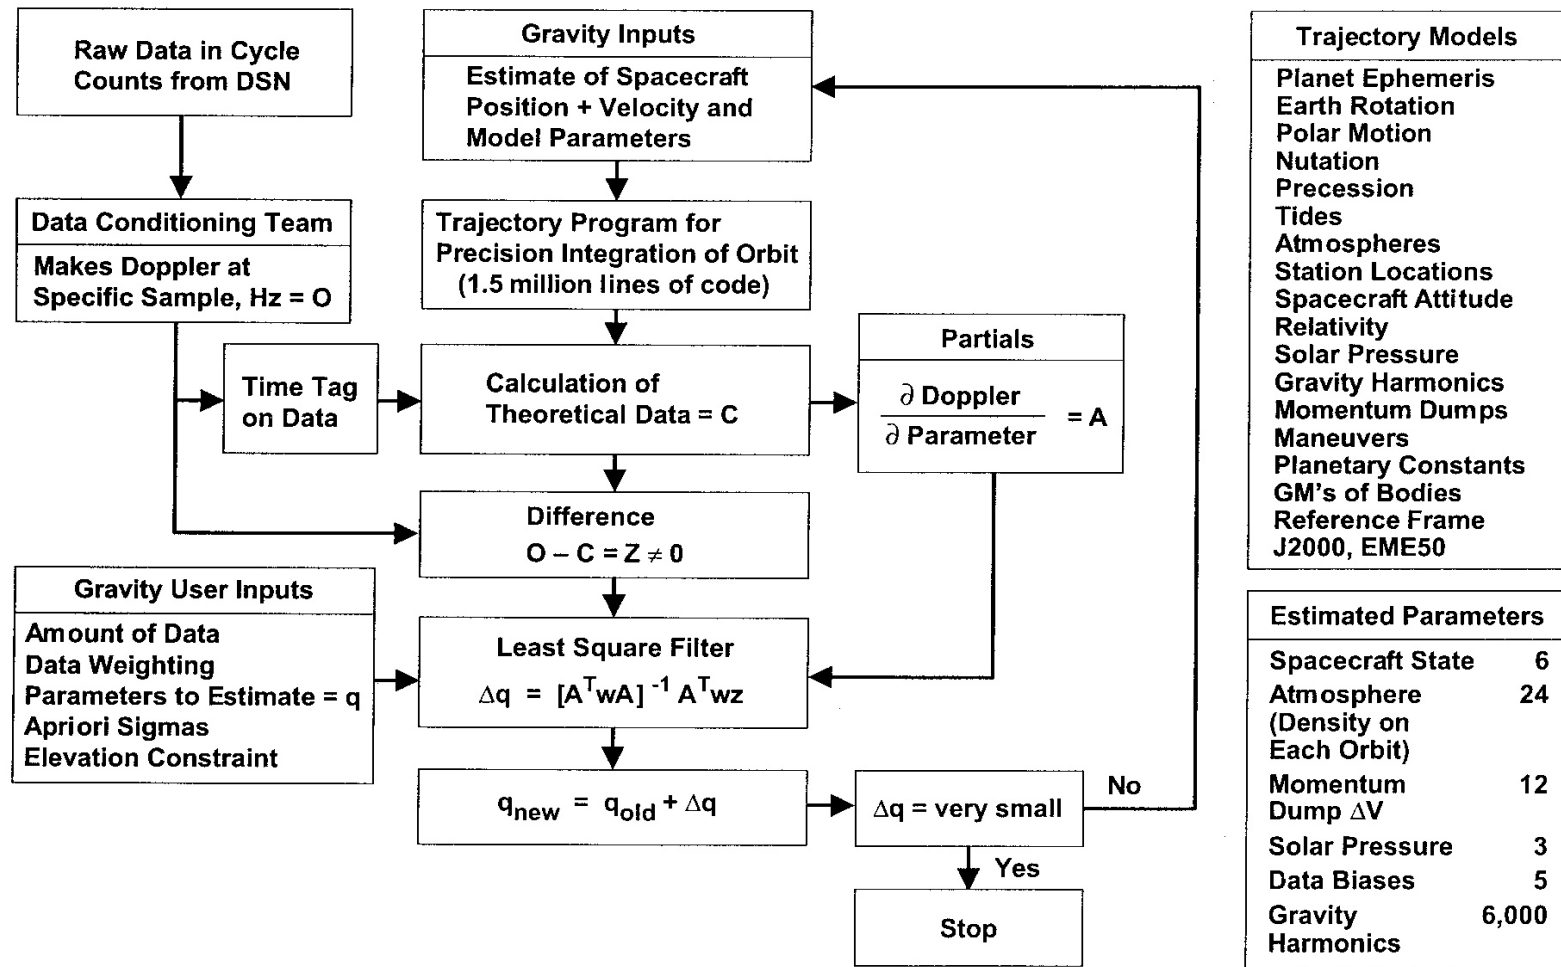 Raw Data in Cycle
Counts from DSN
Data Conditioning Team
Makes Doppler at
Specific Sample, Hz = O
Time Tag
on Data
Gravity Inputs
Estimate of Spacecraft
Position + Velocity and
Model Parameters
Trajectory Program for
Precision Integration of Orbit
(1.5 million lines of code)
Calculation of
Theoretical Data = C
Partials
∂ Doppler
∂ Parameter
= A
Difference
O – C = Z ≠ 0
Gravity User Inputs
Amount of Data
Data Weighting
Parameters to Estimate = q
Apriori Sigmas
Elevation Constraint
Least Square Filter
Δq = [AᵀwA]⁻¹ Aᵀwz
qnew = qold + Δq
Δq = very small
No
Yes
Stop
Trajectory Models
Planet Ephemeris
Earth Rotation
Polar Motion
Nutation
Precession
Tides
Atmospheres
Station Locations
Spacecraft Attitude
Relativity
Solar Pressure
Gravity Harmonics
Momentum Dumps
Maneuvers
Planetary Constants
GM's of Bodies
Reference Frame
J2000, EME50
Estimated Parameters
Spacecraft State 6
Atmosphere 24
(Density on
Each Orbit)
Momentum 12
Dump ΔV
Solar Pressure 3
Data Biases 5
Gravity 6,000
Harmonics